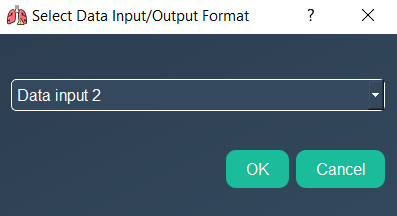 Select Data Input/Output Format ?
Data input 2
OK Cancel